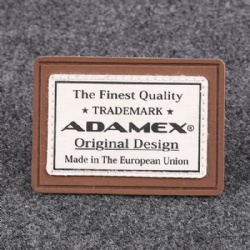 The Finest Quality
★ TRADEMARK ★
ADAMEX®
Original Design
Made in The European Union